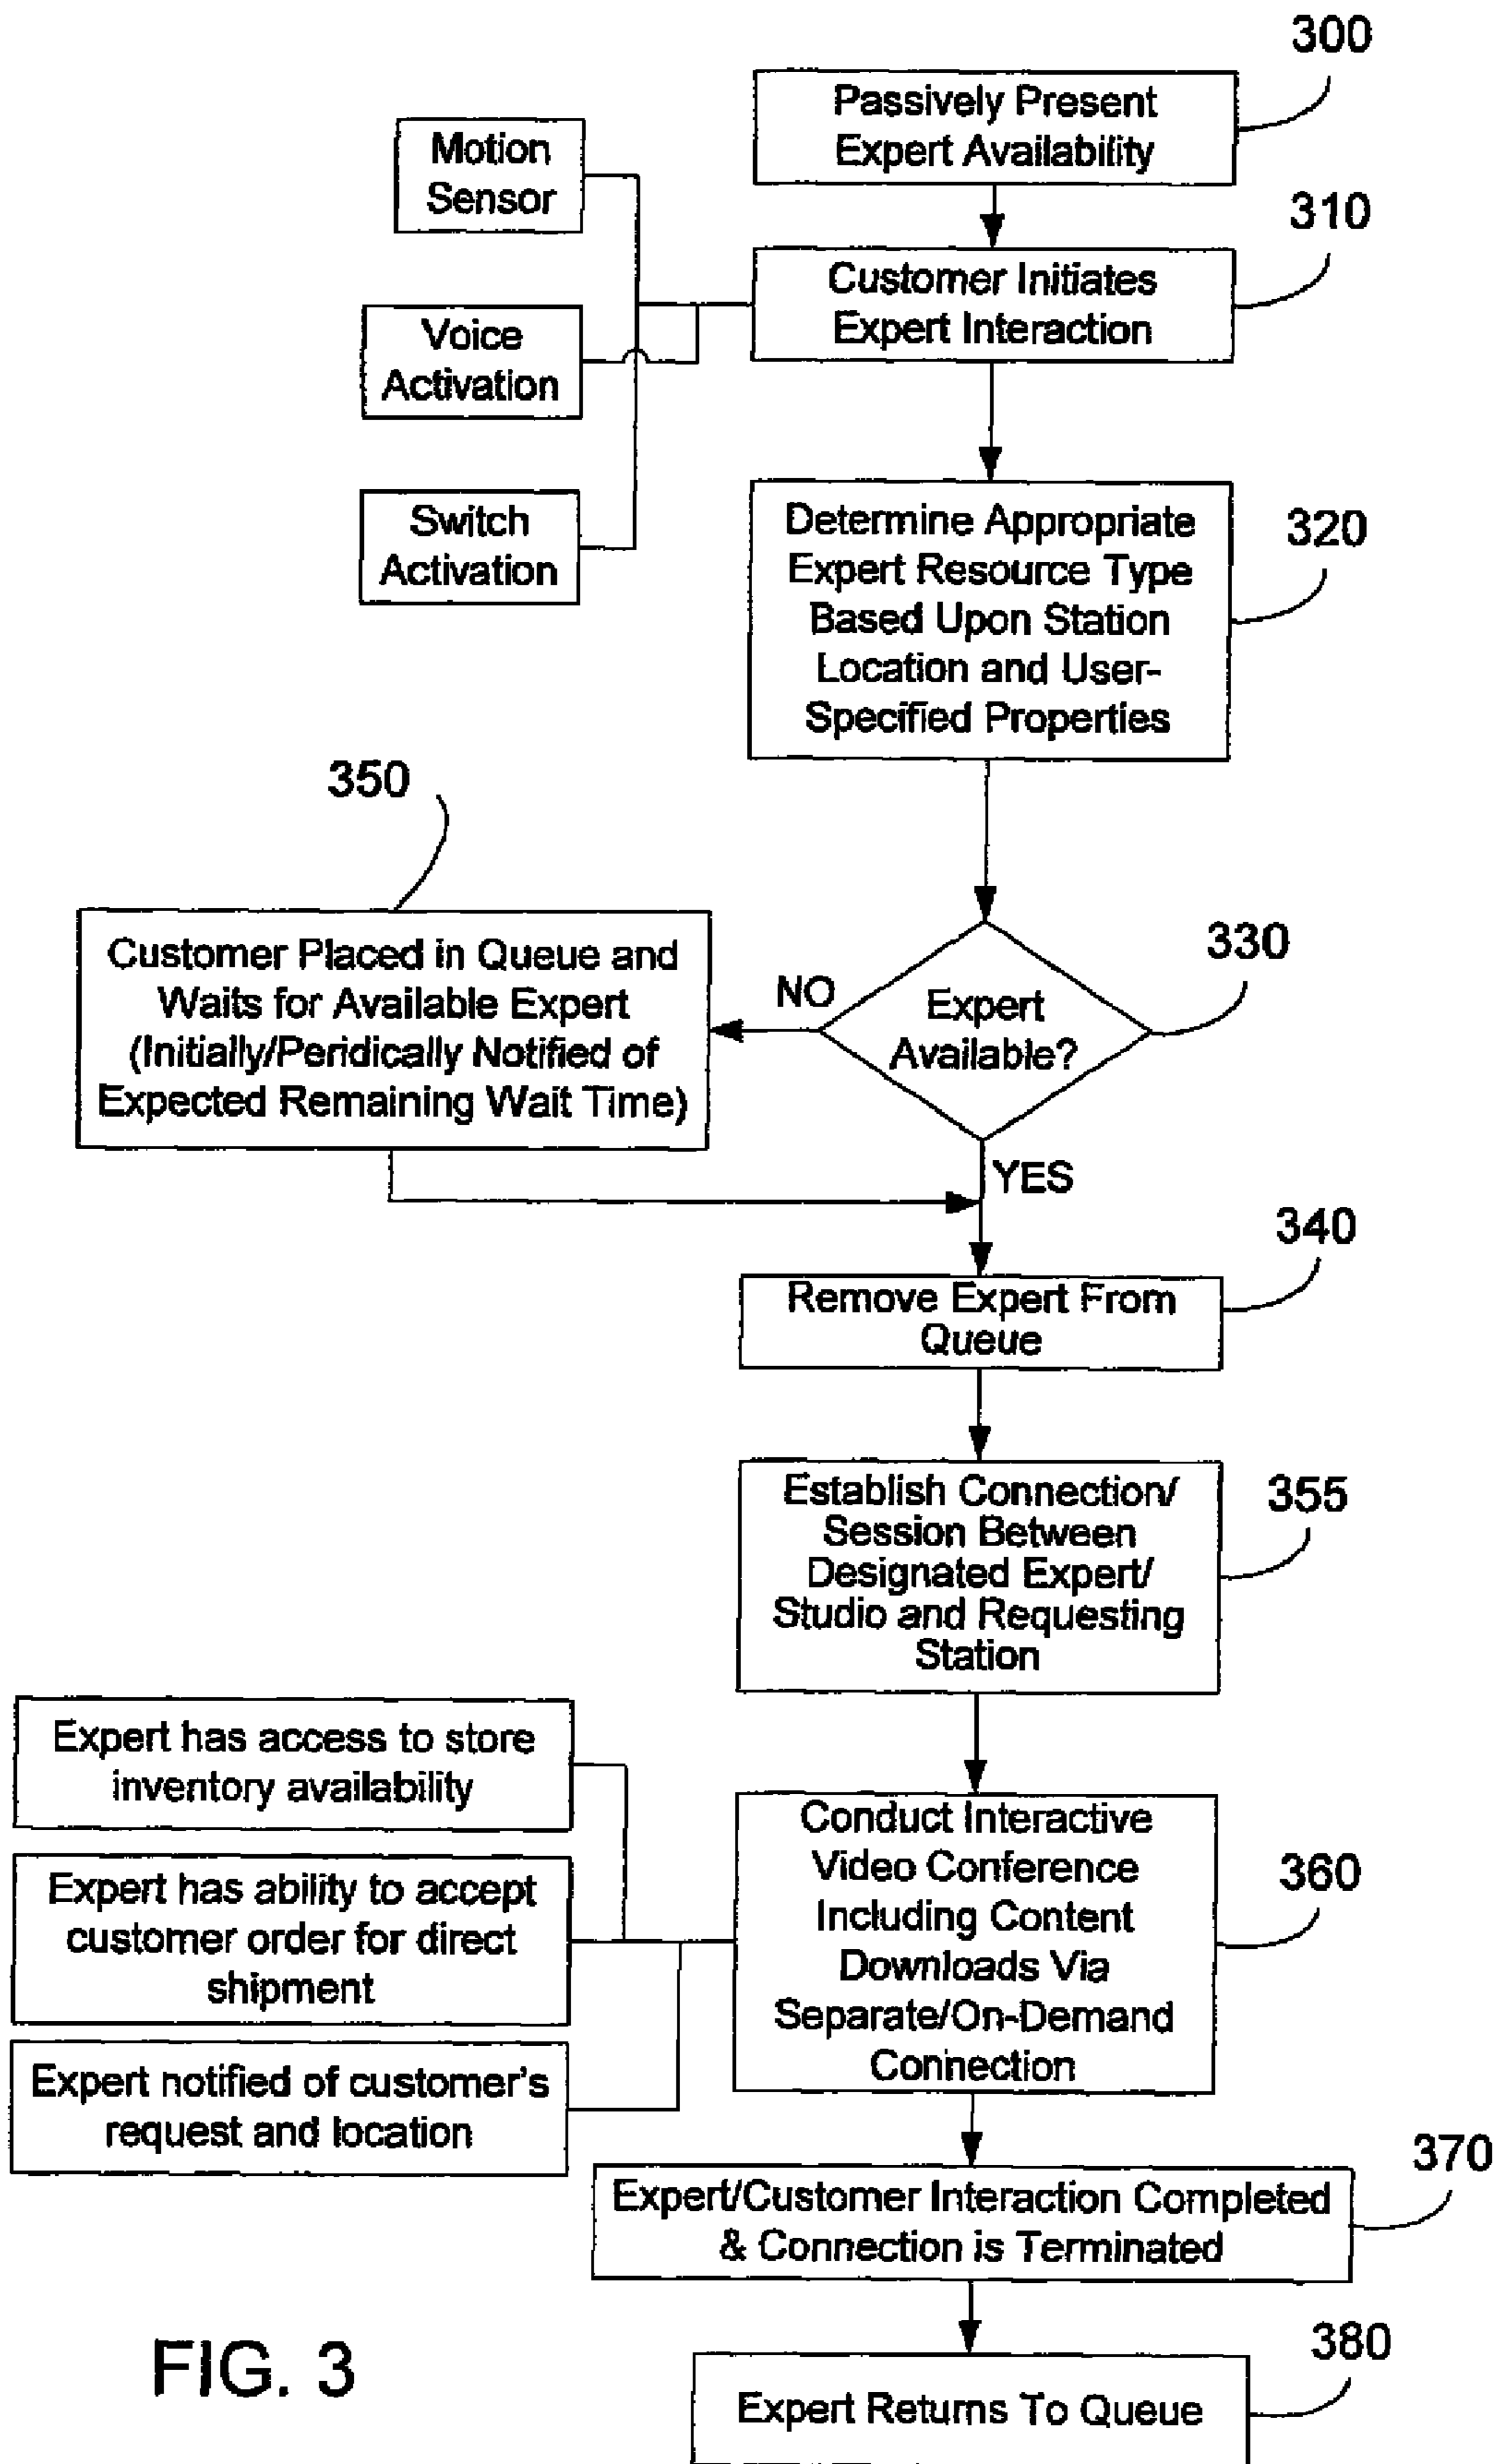 300
Passively Present
Expert Availability
Motion
Sensor
310
Customer Initiates
Expert Interaction
Voice
Activation
Switch
Activation
320
Determine Appropriate
Expert Resource Type
Based Upon Station
Location and User-
Specified Properties
350
Customer Placed in Queue and
Waits for Available Expert
(Initially/Peridically Notified of
Expected Remaining Wait Time)
NO
330
Expert
Available?
YES
340
Remove Expert From
Queue
355
Establish Connection/
Session Between
Designated Expert/
Studio and Requesting
Station
Expert has access to store
inventory availability
Expert has ability to accept
customer order for direct
shipment
Expert notified of customer's
request and location
360
Conduct Interactive
Video Conference
Including Content
Downloads Via
Separate/On-Demand
Connection
370
Expert/Customer Interaction Completed
& Connection is Terminated
380
Expert Returns To Queue
FIG. 3